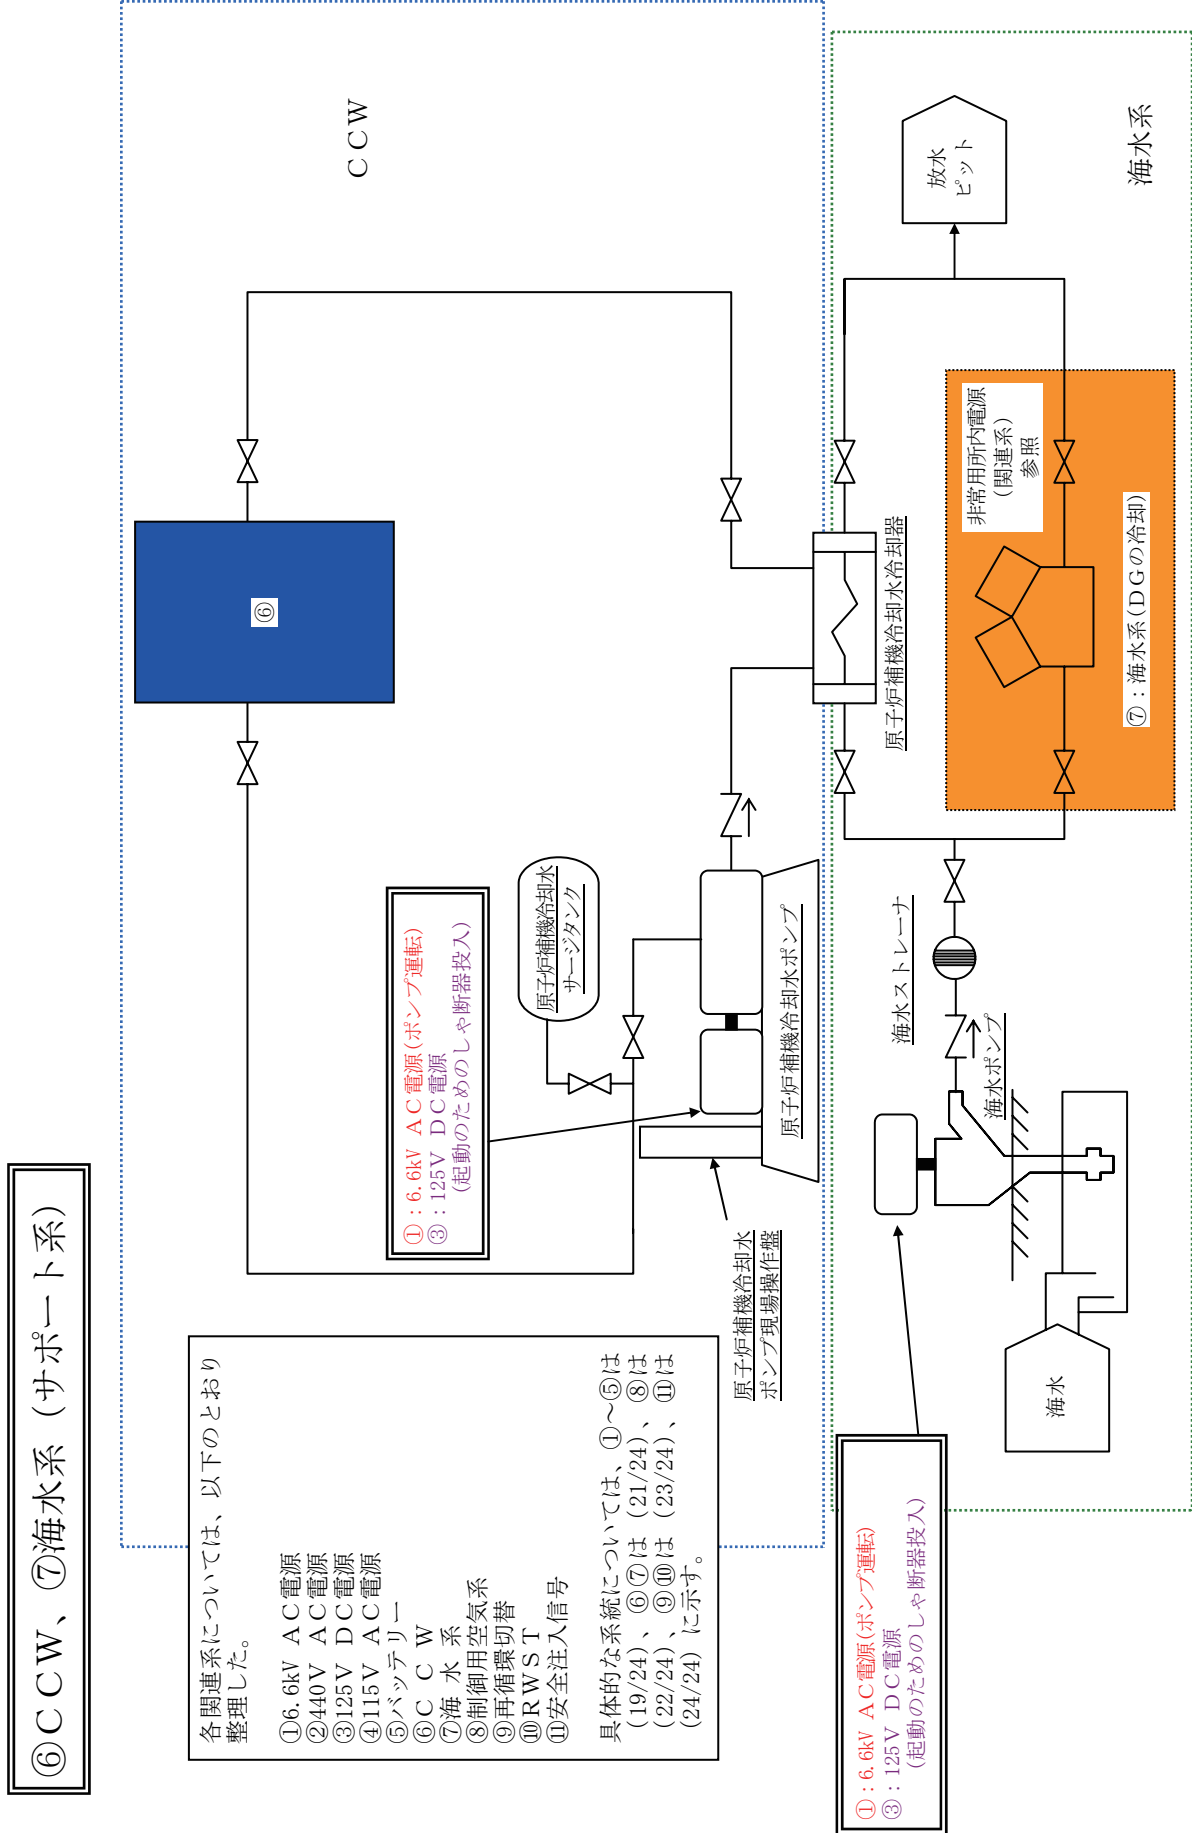 ⑥ＣＣＷ、⑦海水系（サポート系）
各関連系については、以下のとおり
整理した。
①6.6kV ＡＣ電源
②440Ｖ ＡＣ電源
③125Ｖ ＤＣ電源
④115Ｖ ＡＣ電源
⑤バッテリー
⑥Ｃ Ｃ Ｗ
⑦海 水 系
⑧制御用空気系
⑨再循環切替
⑩ＲＷＳＴ
⑪安全注入信号
具体的な系統については、①～⑤は
（19/24）、⑥⑦は（21/24）、⑧は
（22/24）、⑨⑩は（23/24）、⑪は
（24/24）に示す。
ＣＣＷ
⑥
①：6.6kV ＡＣ電源(ポンプ運転)
③：125Ｖ ＤＣ電源
(起動のためのしゃ断器投入)
原子炉補機冷却水
サージタンク
原子炉補機冷却水ポンプ
原子炉補機冷却水
ポンプ現場操作盤
原子炉補機冷却水冷却器
①：6.6kV ＡＣ電源(ポンプ運転)
③：125Ｖ ＤＣ電源
(起動のためのしゃ断器投入)
海水
海水ポンプ
海水ストレーナ
非常用所内電源
（関連系）
参照
⑦：海水系(ＤＧの冷却)
放水
ピット
海水系